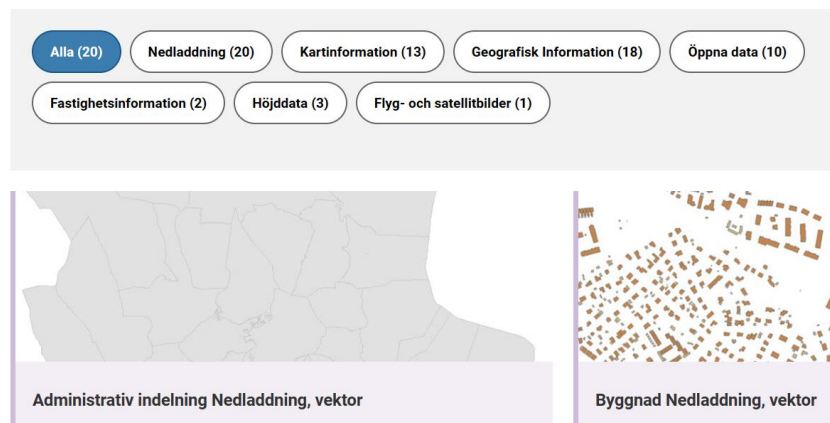 Alla (20) Nedladdning (20) Kartinformation (13) Geografisk Information (18) Öppna data (10)
Fastighetsinformation (2) Höjddata (3) Flyg- och satellitbilder (1)
Administrativ indelning Nedladdning, vektor
Byggnad Nedladdning, vektor